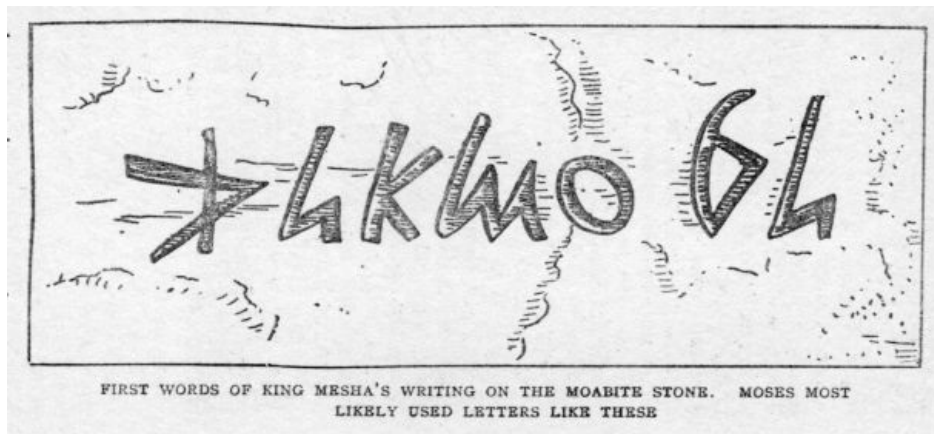 FIRST WORDS OF KING MESHA'S WRITING ON THE MOABITE STONE. MOSES MOST
LIKELY USED LETTERS LIKE THESE